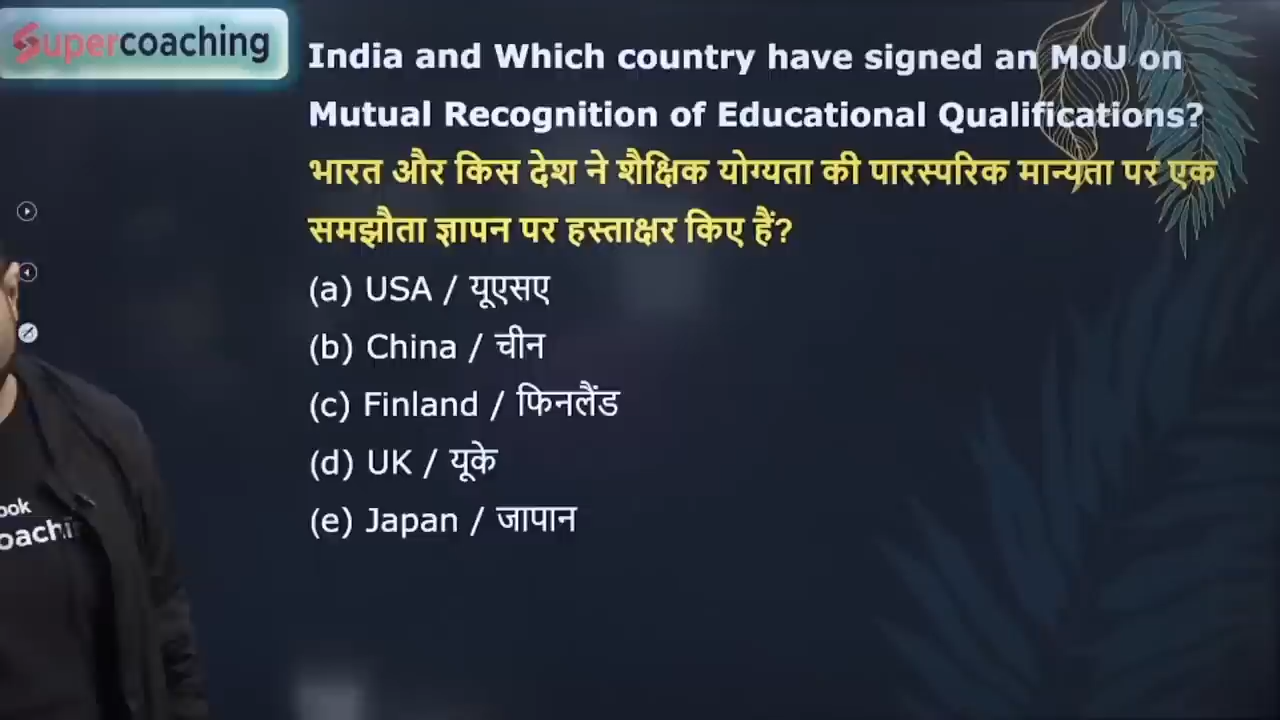 Supercoaching
India and Which country have signed an MoU on
Mutual Recognition of Educational Qualifications?
भारत और किस देश ने शैक्षिक योग्यता की पारस्परिक मान्यता पर एक
समझौता ज्ञापन पर हस्ताक्षर किए हैं?
(a) USA / यूएसए
(b) China / चीन
(c) Finland / फिनलैंड
(d) UK / यूके
(e) Japan / जापान